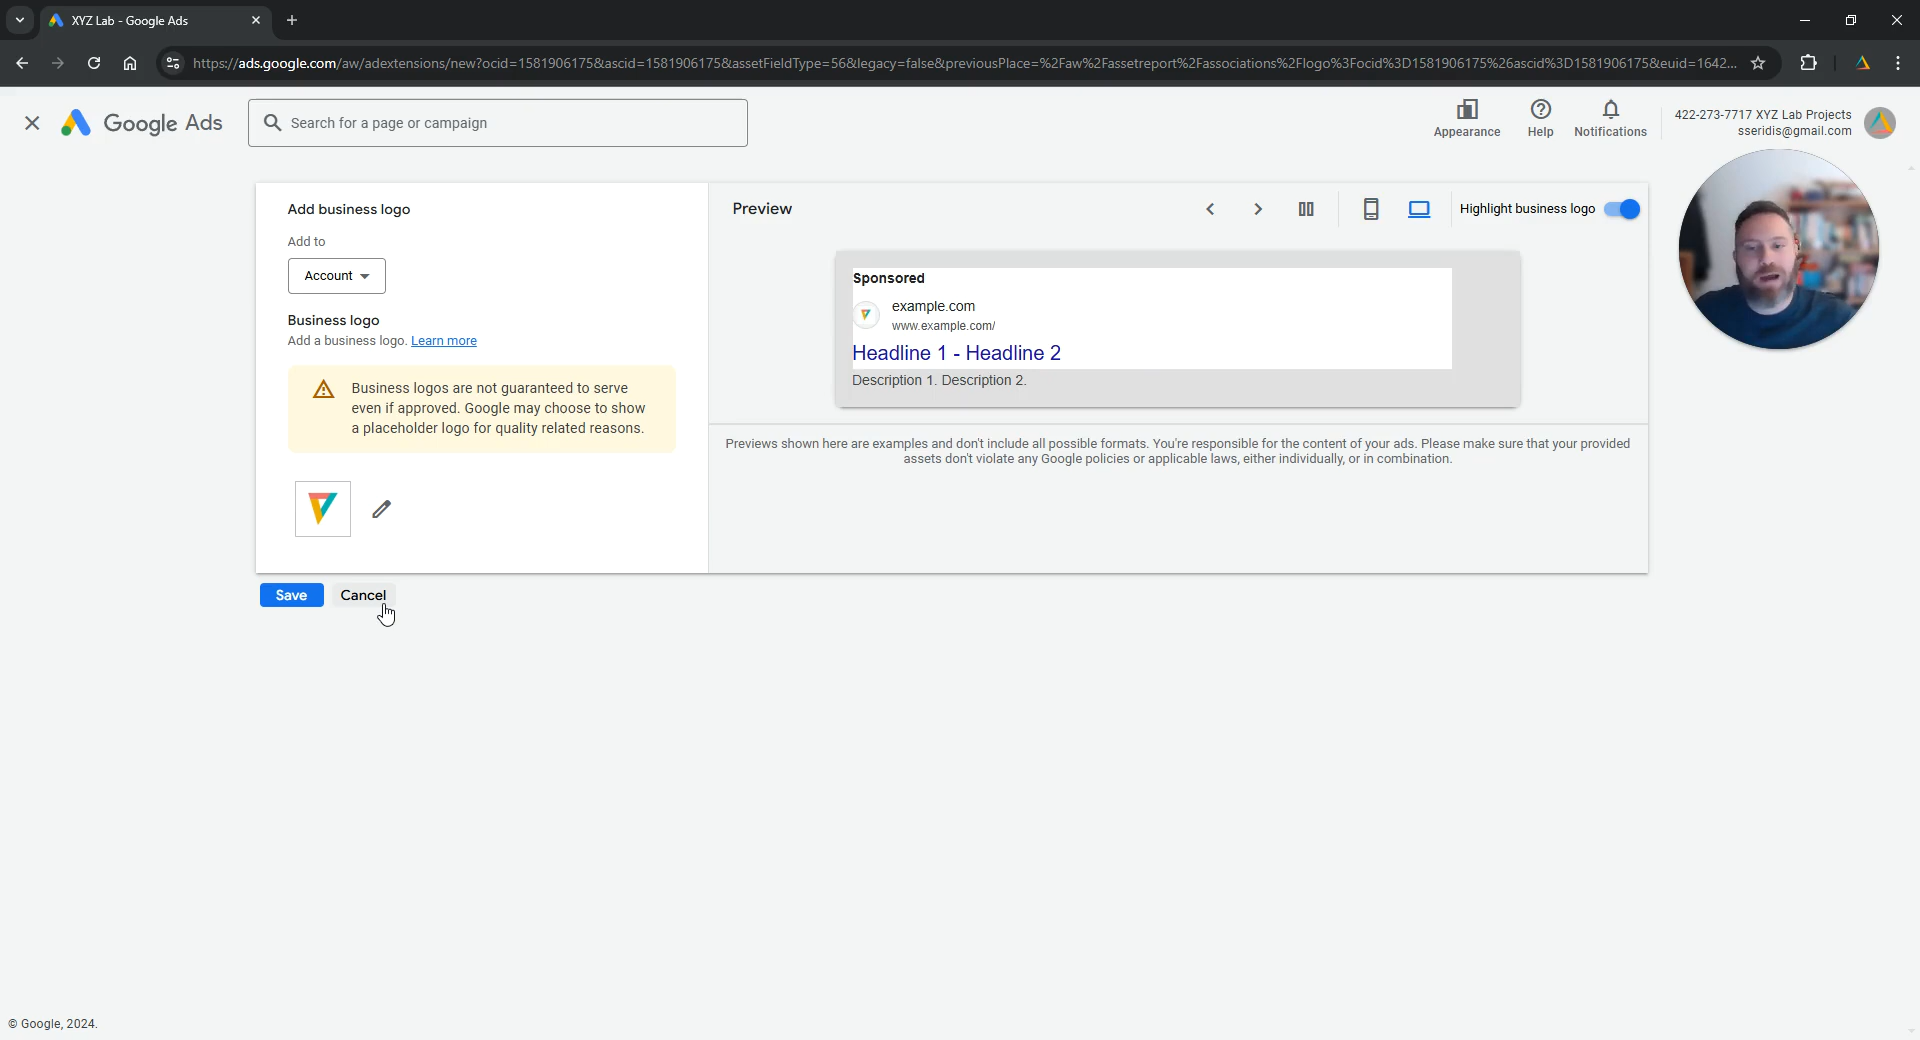 XYZ Lab - Google Ads
https://ads.google.com/aw/adextensions/new?ocid=1581906175&ascid=1581906175&assetFieldType=56&legacy=false&previousPlace=%2Faw%2Fassetreport%2Fassociations%2Flogo%3Focid%3D1581906175%26ascid%3D1581906175&euid=1642...
Google Ads
Search for a page or campaign
Appearance
Help
Notifications
422-273-7717 XYZ Lab Projects
sseridis@gmail.com
Add business logo
Add to
Account
Business logo
Add a business logo. Learn more
Business logos are not guaranteed to serve
even if approved. Google may choose to show
a placeholder logo for quality related reasons.
Save
Cancel
Preview
Highlight business logo
Sponsored
example.com
www.example.com/
Headline 1 - Headline 2
Description 1. Description 2.
Previews shown here are examples and don't include all possible formats. You're responsible for the content of your ads. Please make sure that your provided
assets don't violate any Google policies or applicable laws, either individually, or in combination.
© Google, 2024.